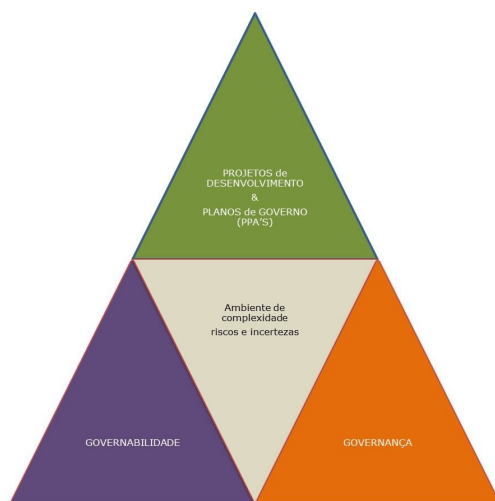 PROJETOS de
DESENVOLVIMENTO
&
PLANOS de GOVERNO
(PPA'S)
Ambiente de
complexidade
riscos e incertezas
GOVERNABILIDADE
GOVERNANÇA